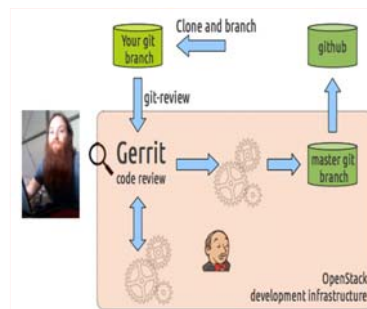 Clone and branch
Your git
branch
github
git-review
Gerrit
code review
master git
branch
OpenStack
development infrastructure